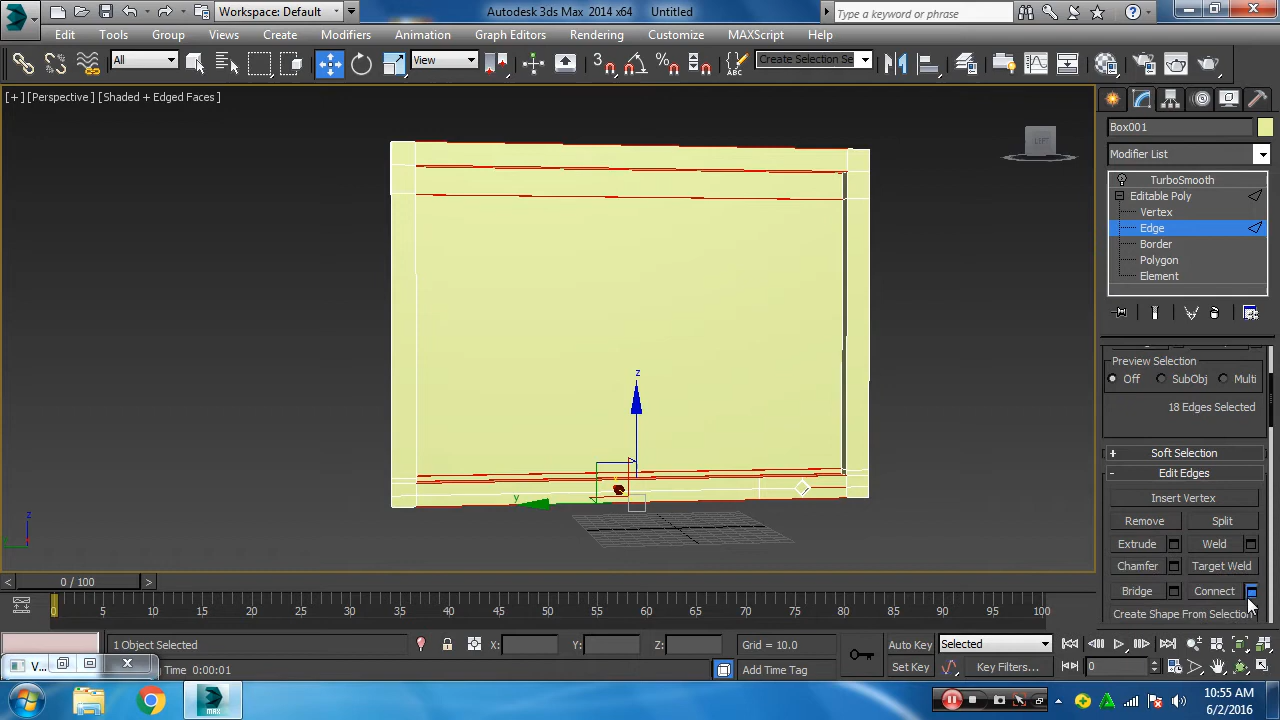 Workspace: Default
Autodesk 3ds Max 2014 x64 Untitled
Type a keyword or phrase
Edit Tools Group Views Create Modifiers Animation Graph Editors Rendering Customize MAXScript Help
All
View
3
%
ABC
Create Selection Se
[+] [Perspective] [Shaded + Edged Faces]
LEFT
Box001
Modifier List
TurboSmooth
Editable Poly
Vertex
Edge
Border
Polygon
Element
Preview Selection
Off SubObj Multi
18 Edges Selected
+ Soft Selection
- Edit Edges
Insert Vertex
Remove Split
Extrude Weld
Chamfer Target Weld
Bridge Connect
Create Shape From Selection
z
y
z
y
< 0 / 100 >
0 5 10 15 20 25 30 35 40 45 50 55 60 65 70 75 80 85 90 95 100
1 Object Selected
X: Y: Z:
Grid = 10.0
Auto Key
Selected
V...
Time 0:00:01
Add Time Tag
Set Key
Key Filters...
0
MAX
10:55 AM
6/2/2016